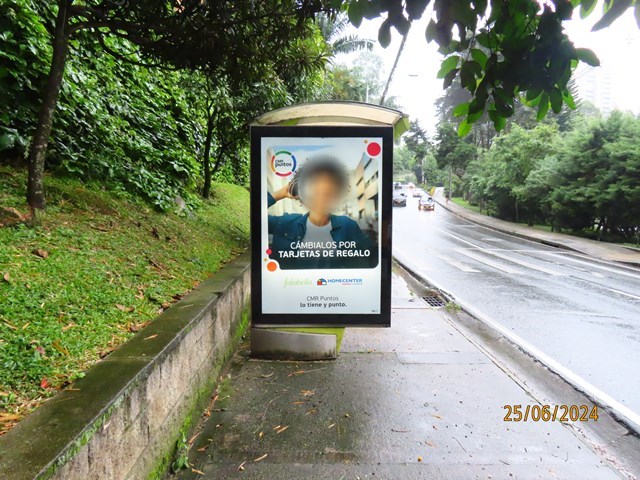 CMR
puntos
CÁMBIALOS POR
TARJETAS DE REGALO
falabella. HOMECENTER
CMR Puntos
lo tiene y punto.
25/06/2024